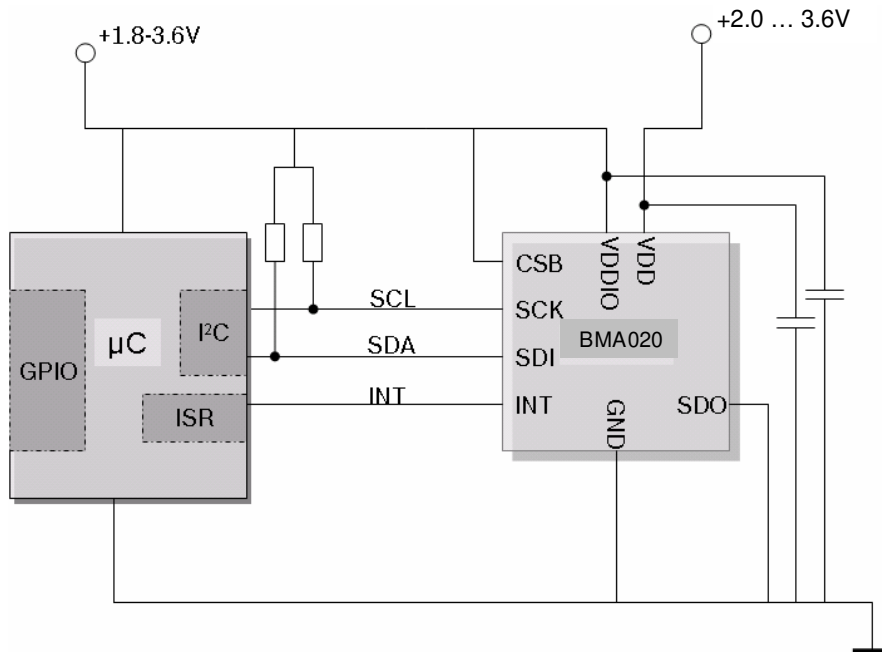 +1.8-3.6V
+2.0 … 3.6V
CSB
VDDIO
VDD
SCL
SCK
I²C
µC
BMA020
SDA
SDI
GPIO
INT
INT
GND
SDO
ISR